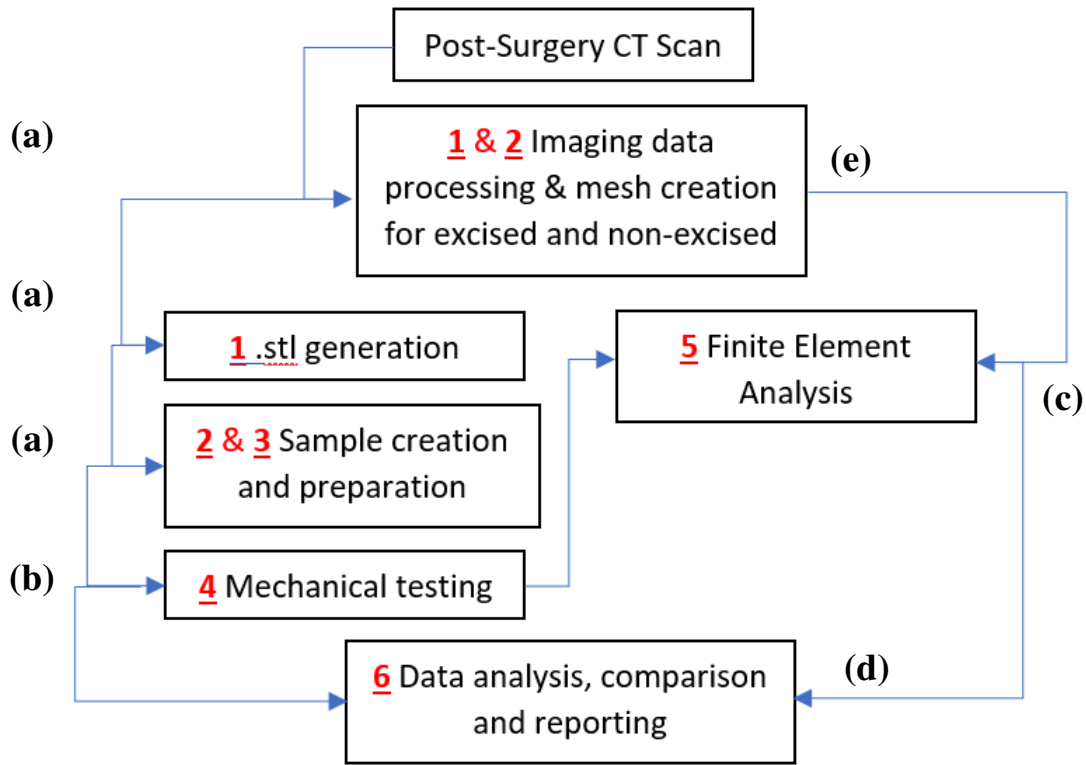 Post-Surgery CT Scan
(a)
1 & 2 Imaging data
processing & mesh creation
for excised and non-excised
(e)
(a)
1 .stl generation
5 Finite Element
Analysis
(c)
(a)
2 & 3 Sample creation
and preparation
(b)
4 Mechanical testing
6 Data analysis, comparison
and reporting
(d)